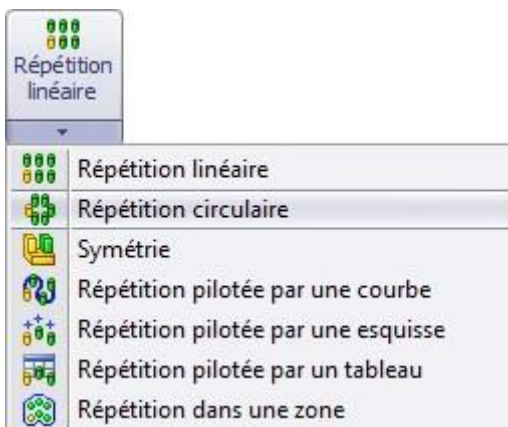 Répétition
linéaire
Répétition linéaire
Répétition circulaire
Symétrie
Répétition pilotée par une courbe
Répétition pilotée par une esquisse
Répétition pilotée par un tableau
Répétition dans une zone